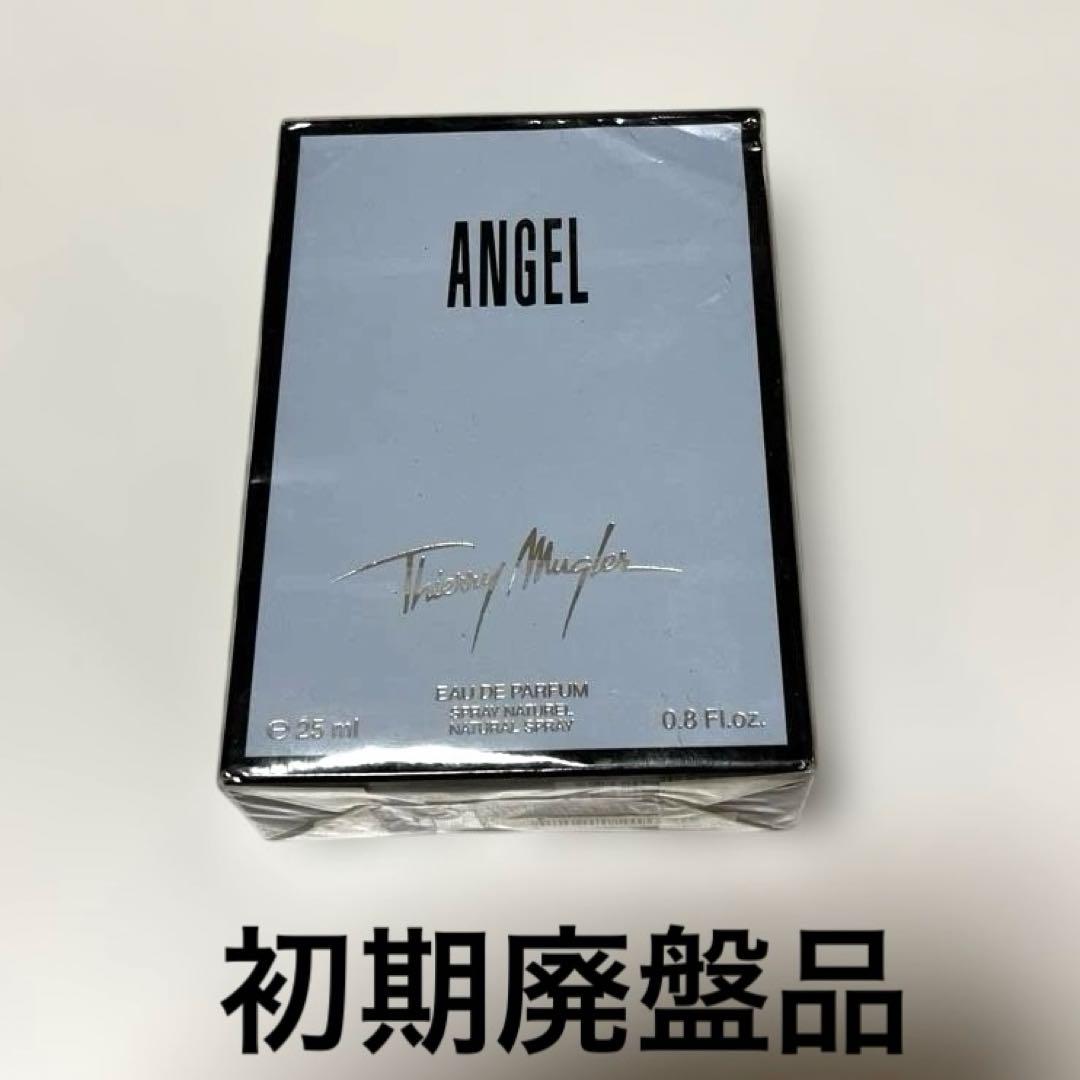 ANGEL
Thierry Mugler
EAU DE PARFUM
SPRAY NATUREL
NATURAL SPRAY
℮ 25 ml
0.8 Fl.oz.
初期廃盤品